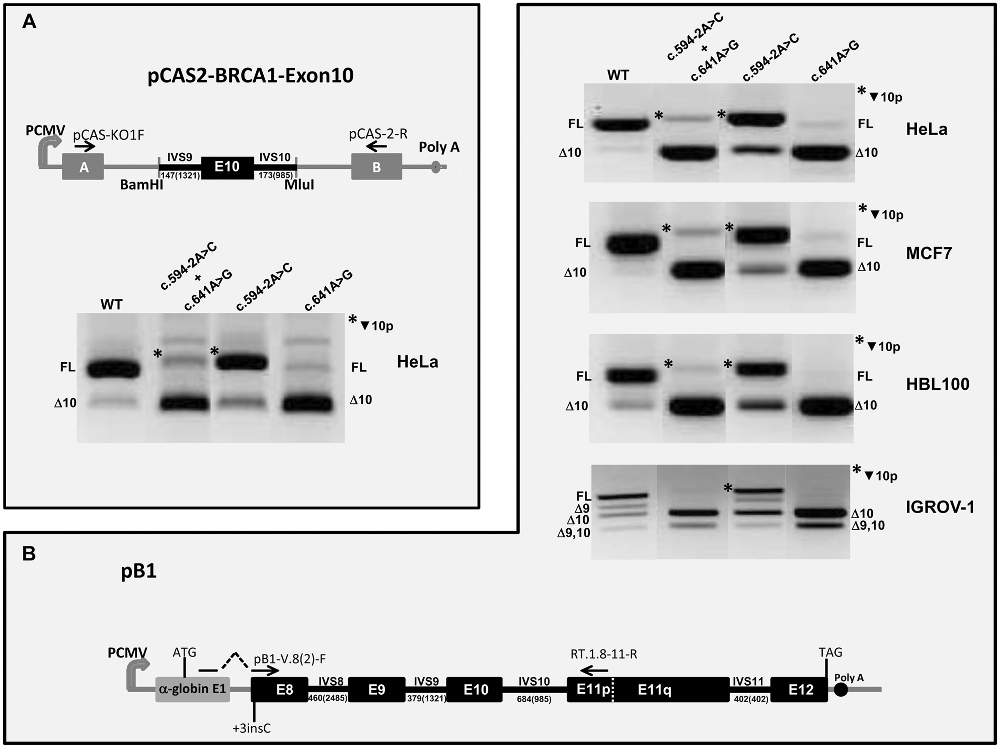 A
pCAS2-BRCA1-Exon10
PCMV
pCAS-KO1F
pCAS-2-R
Poly A
IVS9
IVS10
A
E10
B
147(1321)
173(985)
BamHI
MluI
WT
c.594-2A>C
+
c.641A>G
c.594-2A>C
c.641A>G
* ▼10p
*
*
FL
FL
HeLa
Δ10
Δ10
WT
c.594-2A>C
+
c.641A>G
c.594-2A>C
c.641A>G
* ▼10p
*
*
FL
FL
HeLa
Δ10
Δ10
* ▼10p
*
*
FL
FL
MCF7
Δ10
Δ10
* ▼10p
*
*
FL
FL
HBL100
Δ10
Δ10
* ▼10p
*
FL
Δ9
Δ10
Δ9,10
Δ10
Δ9,10
IGROV-1
B
pB1
PCMV
ATG
pB1-V.8(2)-F
RT.1.8-11-R
TAG
Poly A
α-globin E1
E8
IVS8
460(2485)
E9
IVS9
379(1321)
E10
IVS10
684(985)
E11p
E11q
IVS11
402(402)
E12
+3insC